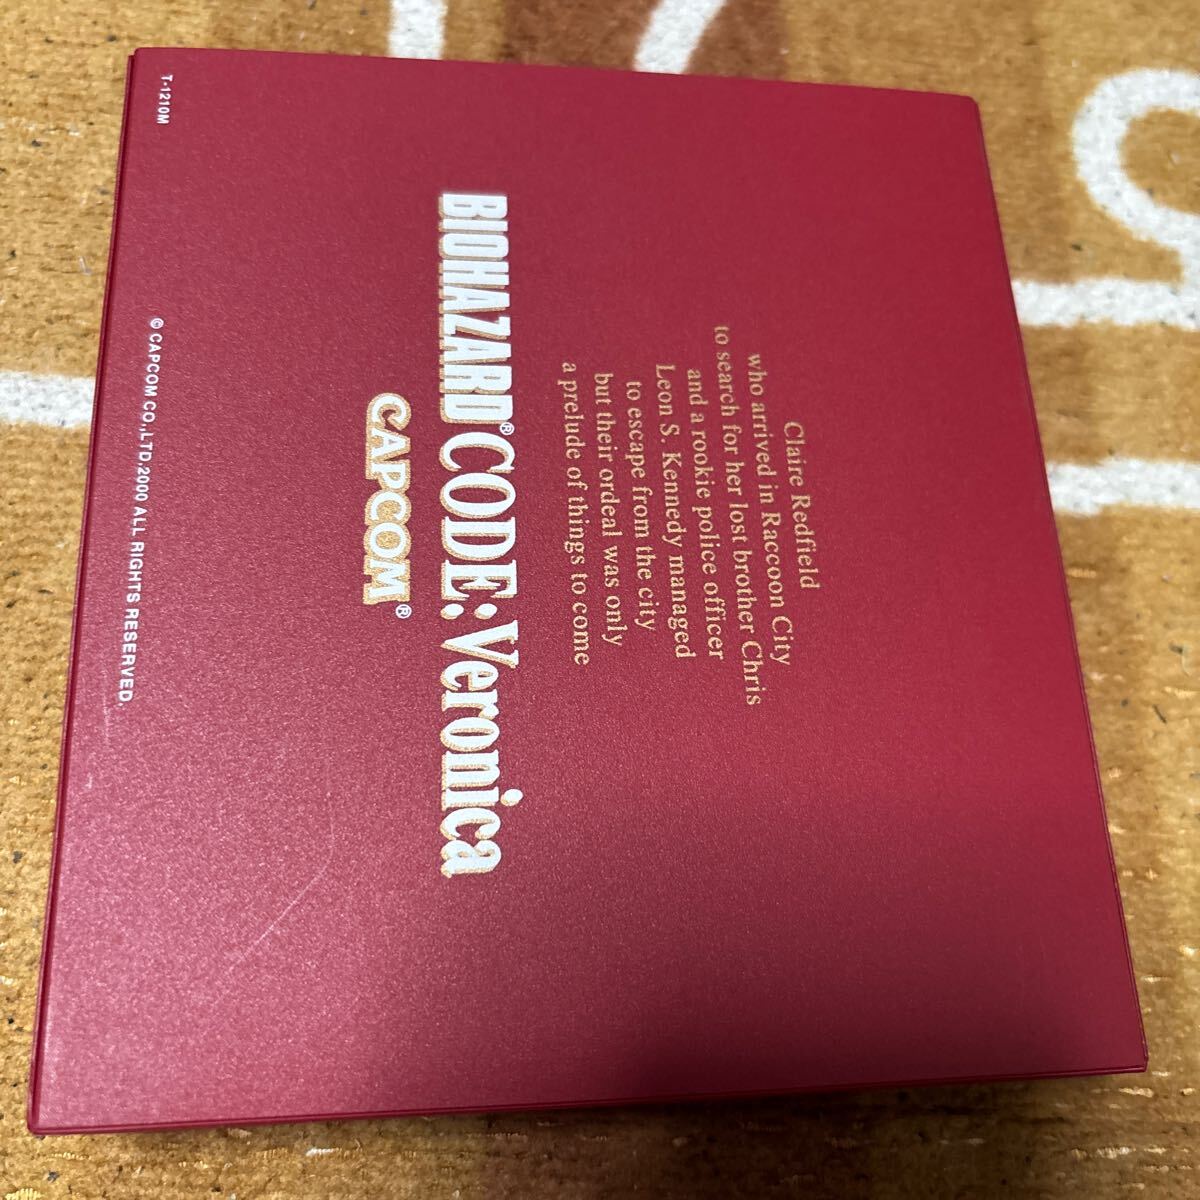 Claire Redfield
who arrived in Raccoon City
to search for her lost brother Chris
and a rookie police officer
Leon S. Kennedy managed
to escape from the city
but their ordeal was only
a prelude of things to come
BIOHAZARD® CODE: Veronica
CAPCOM®
T-1210M
© CAPCOM CO.,LTD.2000 ALL RIGHTS RESERVED.